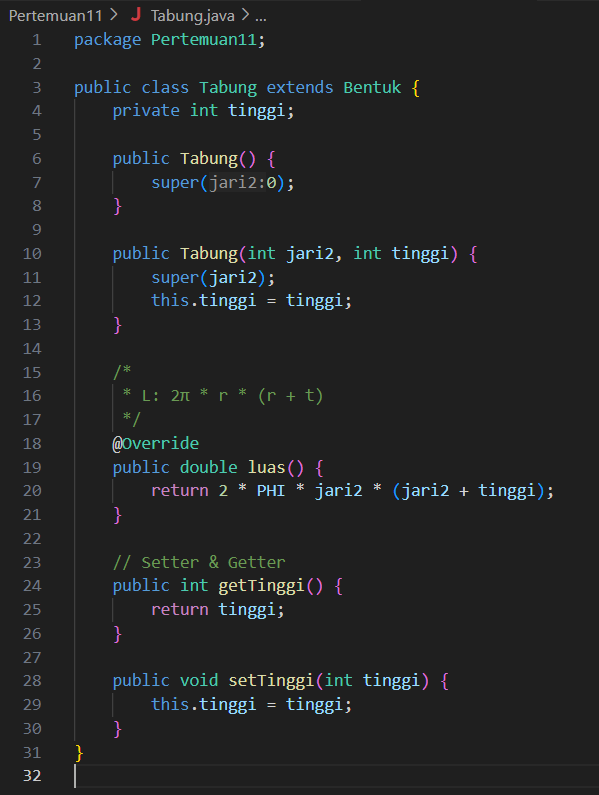 Pertemuan11 > J Tabung.java > ...
1 package Pertemuan11;
2
3 public class Tabung extends Bentuk {
4     private int tinggi;
5
6     public Tabung() {
7         super(jari2:0);
8     }
9
10     public Tabung(int jari2, int tinggi) {
11         super(jari2);
12         this.tinggi = tinggi;
13     }
14
15     /*
16      * L: 2π * r * (r + t)
17      */
18     @Override
19     public double luas() {
20         return 2 * PHI * jari2 * (jari2 + tinggi);
21     }
22
23     // Setter & Getter
24     public int getTinggi() {
25         return tinggi;
26     }
27
28     public void setTinggi(int tinggi) {
29         this.tinggi = tinggi;
30     }
31 }
32